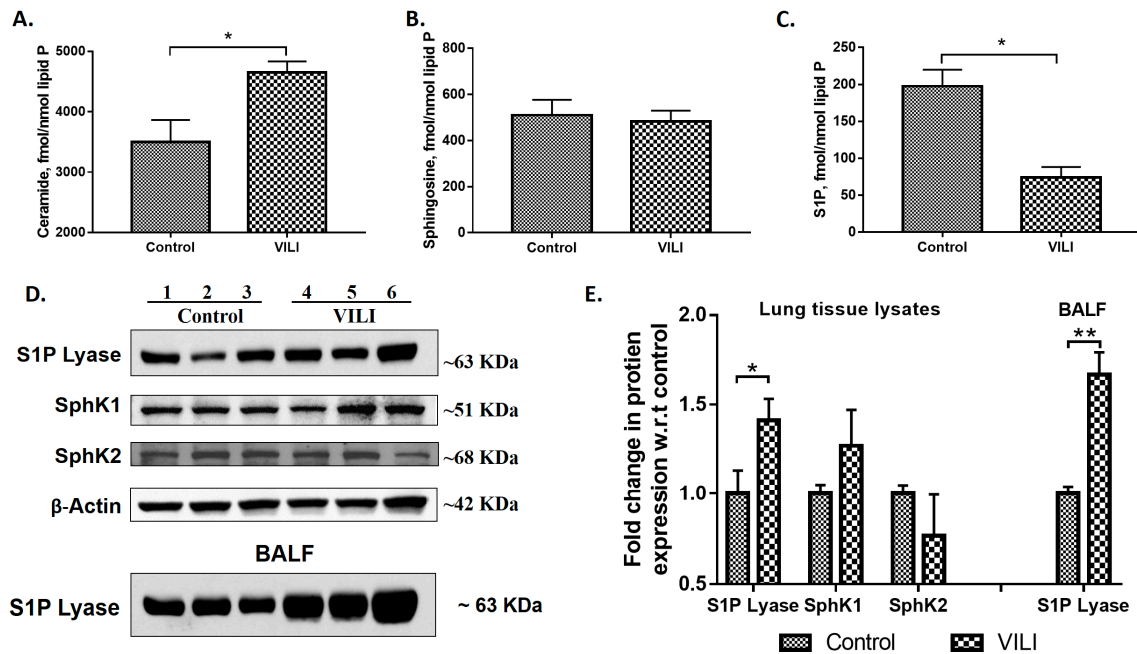 A.
Ceramide, fmol/nmol lipid P
5000
4000
3000
2000
*
Control VILI
B.
Sphingosine, fmol/nmol lipid P
800
600
400
200
0
Control VILI
C.
S1P, fmol/nmol lipid P
250
200
150
100
50
0
*
Control VILI
D.
1 2 3 4 5 6
Control VILI
S1P Lyase ~63 KDa
SphK1 ~51 KDa
SphK2 ~68 KDa
β-Actin ~42 KDa
BALF
S1P Lyase ~ 63 KDa
E.
Fold change in protien
expression w.r.t control
2.0
1.5
1.0
0.5
Lung tissue lysates BALF
* **
S1P Lyase SphK1 SphK2 S1P Lyase
Control VILI